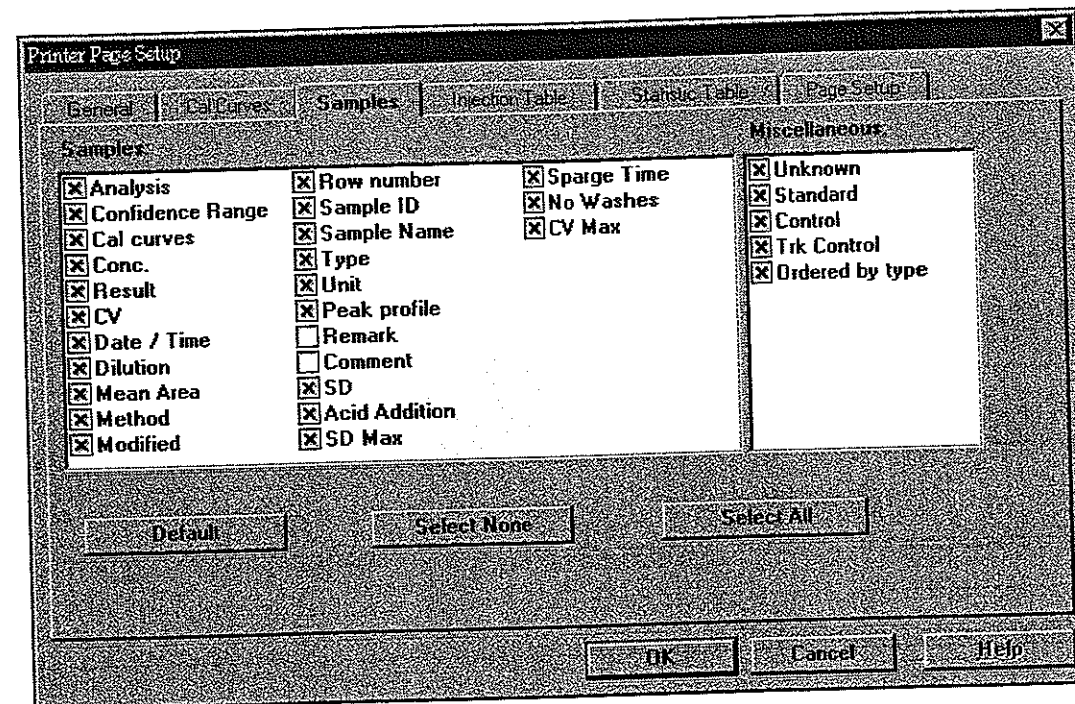 Printer Page Setup
General Cal Curves Samples Injection Table Statistic Table Page Setup
Samples:
Miscellaneous:
Analysis
Confidence Range
Cal curves
Conc.
Result
CV
Date / Time
Dilution
Mean Area
Method
Modified
Row number
Sample ID
Sample Name
Type
Unit
Peak profile
Remark
Comment
SD
Acid Addition
SD Max
Sparge Time
No Washes
CV Max
Unknown
Standard
Control
Trk Control
Ordered by type
Default Select None Select All
OK Cancel Help